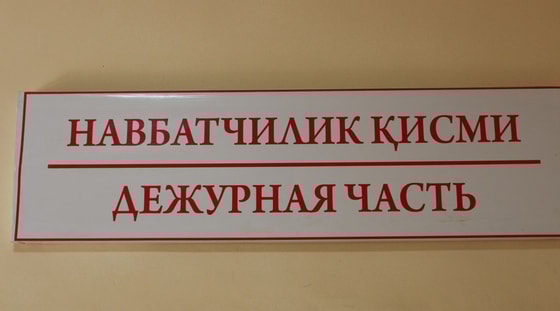 НАВБАТЧИЛИК ҚИСМИ
ДЕЖУРНАЯ ЧАСТЬ